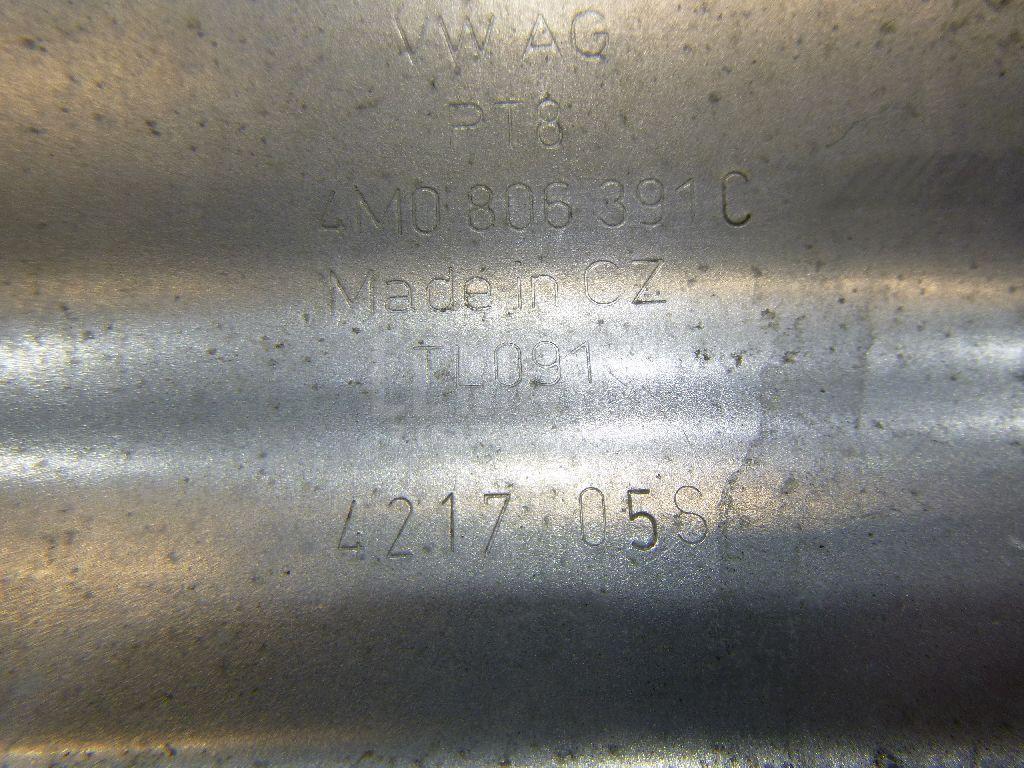 VW AG
PT8
4M0 806 391 C
Made in CZ
TL091
4217 05S